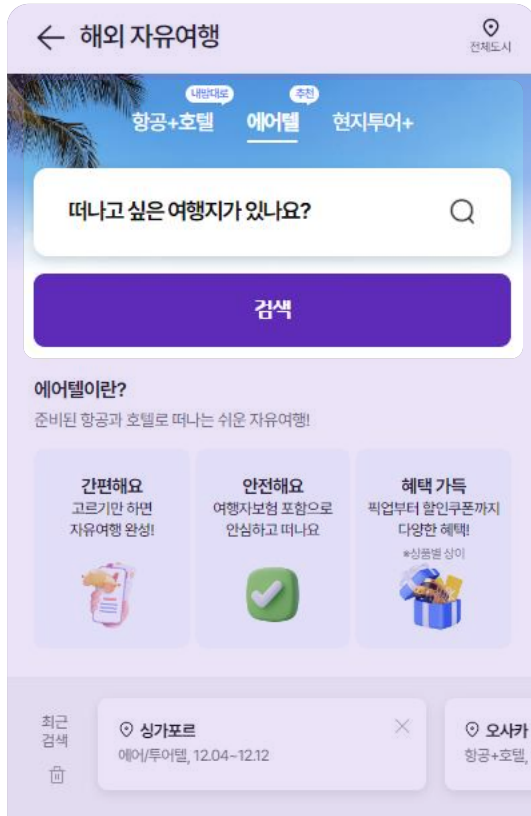 해외 자유여행
전체도시
내맘대로
추천
항공+호텔
에어텔
현지투어+
떠나고 싶은 여행지가 있나요?
검색
에어텔이란?
준비된 항공과 호텔로 떠나는 쉬운 자유여행!
간편해요
고르기만 하면
자유여행 완성!
안전해요
여행자보험 포함으로
안심하고 떠나요
혜택 가득
픽업부터 할인쿠폰까지
다양한 혜택!
*상품별 상이
최근
검색
싱가포르
에어/투어텔, 12.04~12.12
오사카
항공+호텔,